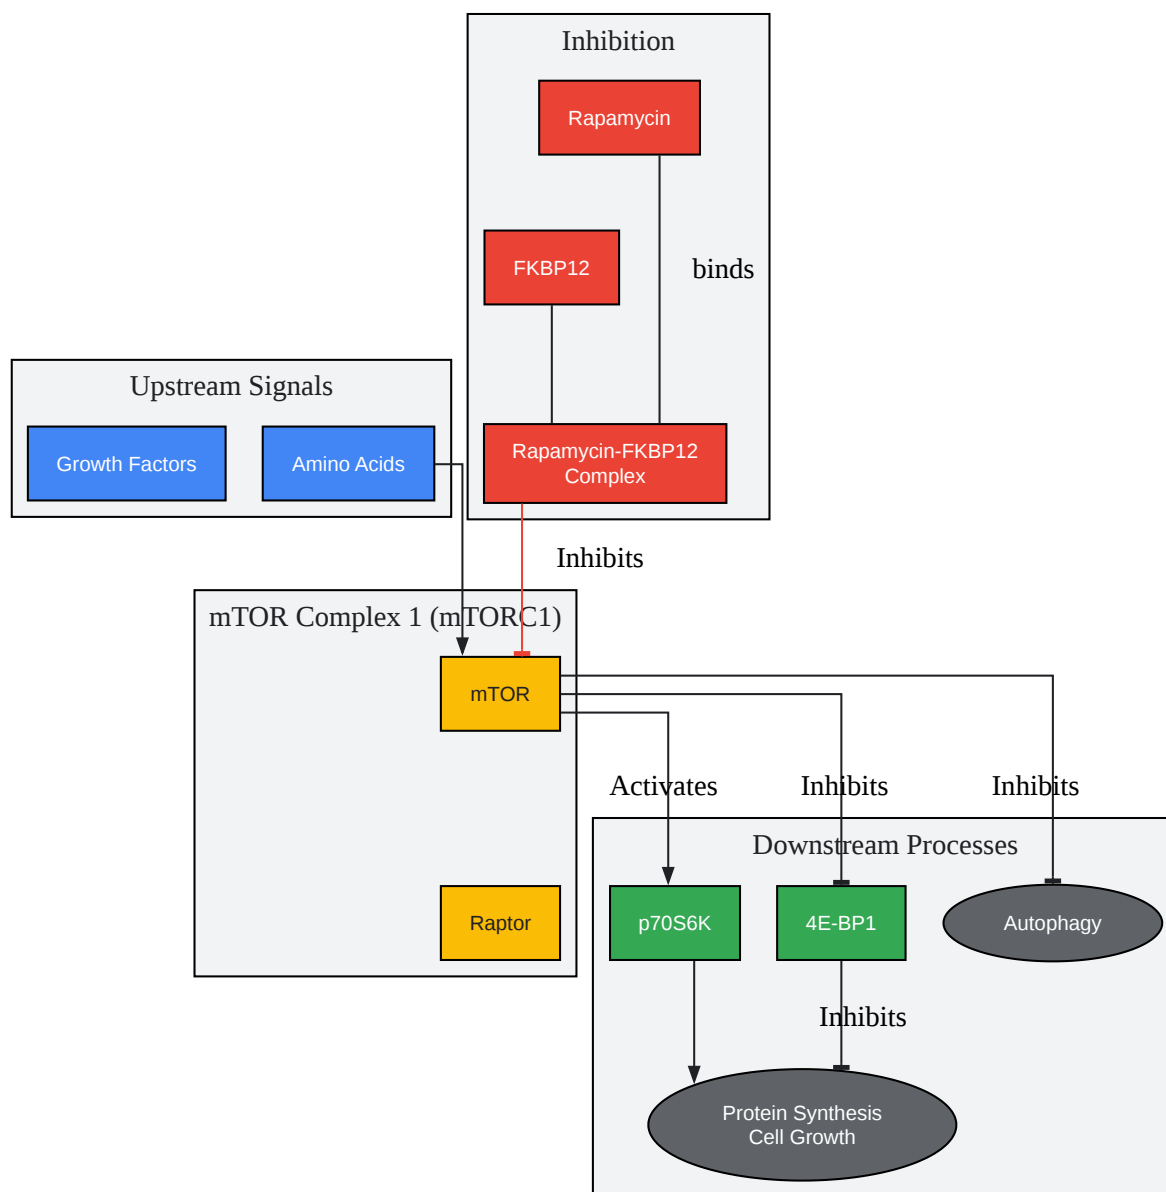 Inhibition
Rapamycin
FKBP12
binds
Upstream Signals
Growth Factors
Amino Acids
Rapamycin-FKBP12
Complex
Inhibits
mTOR Complex 1 (mTORC1)
mTOR
Activates
Inhibits
Inhibits
Downstream Processes
Raptor
p70S6K
4E-BP1
Autophagy
Inhibits
Protein Synthesis
Cell Growth